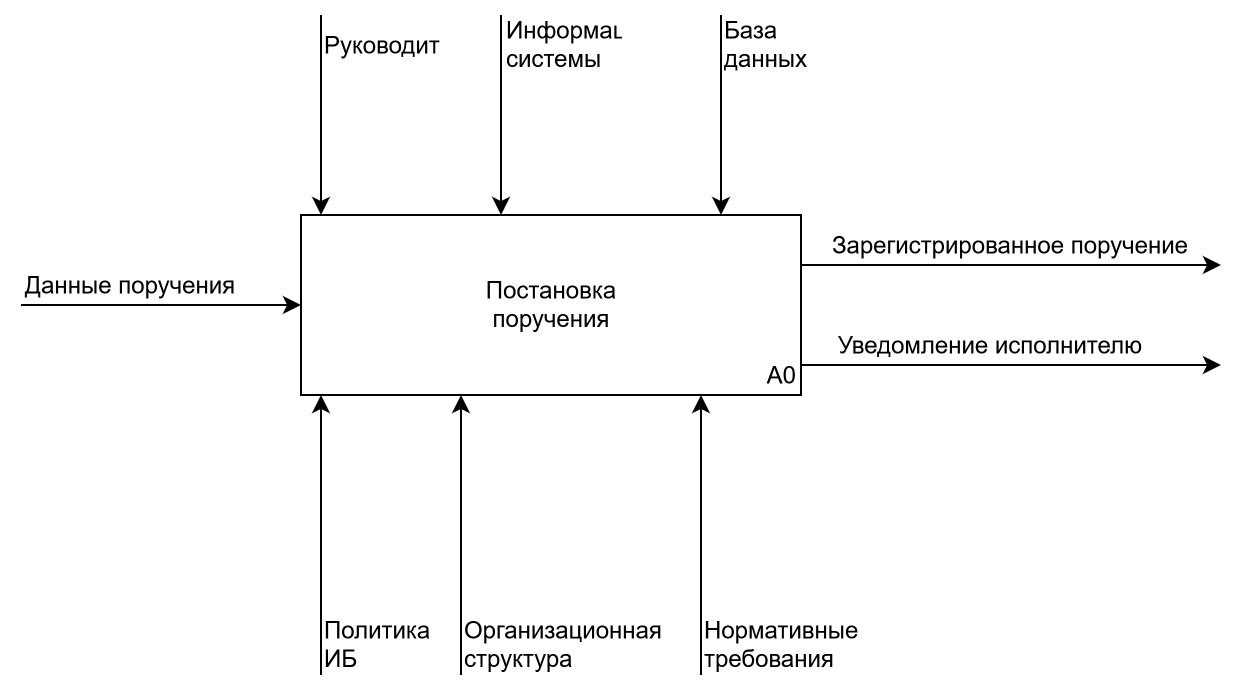 Руководит
Информац
системы
База
данных
Зарегистрированное поручение
Данные поручения
Постановка
поручения
Уведомление исполнителю
A0
Политика
ИБ
Организационная
структура
Нормативные
требования